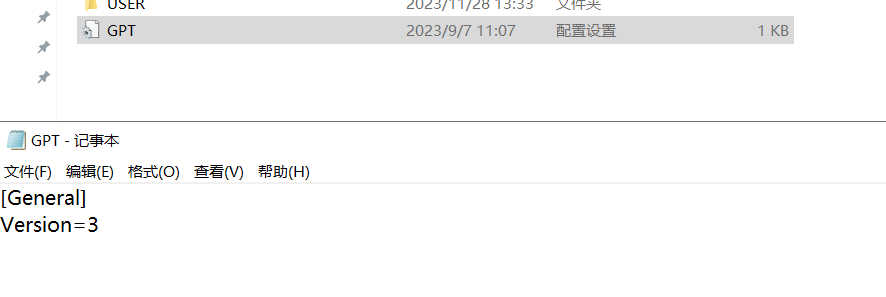 USER 2023/11/28 13:33 文件夹
GPT 2023/9/7 11:07 配置设置 1 KB
GPT - 记事本
文件(F) 编辑(E) 格式(O) 查看(V) 帮助(H)
[General]
Version=3